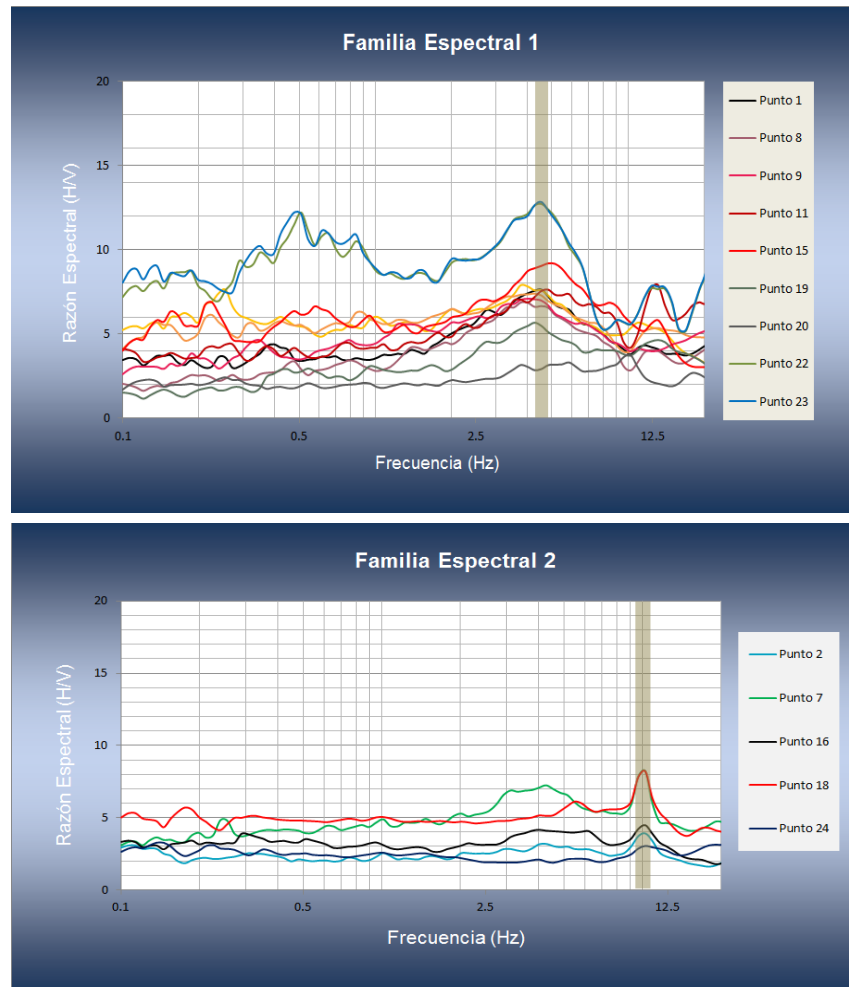 Familia Espectral 1
Razón Espectral (H/V)
20
15
10
5
0
0.1
0.5
2.5
12.5
Frecuencia (Hz)
Punto 1
Punto 8
Punto 9
Punto 11
Punto 15
Punto 19
Punto 20
Punto 22
Punto 23
Familia Espectral 2
Razón Espectral (H/V)
20
15
10
5
0
0.1
0.5
2.5
12.5
Frecuencia (Hz)
Punto 2
Punto 7
Punto 16
Punto 18
Punto 24